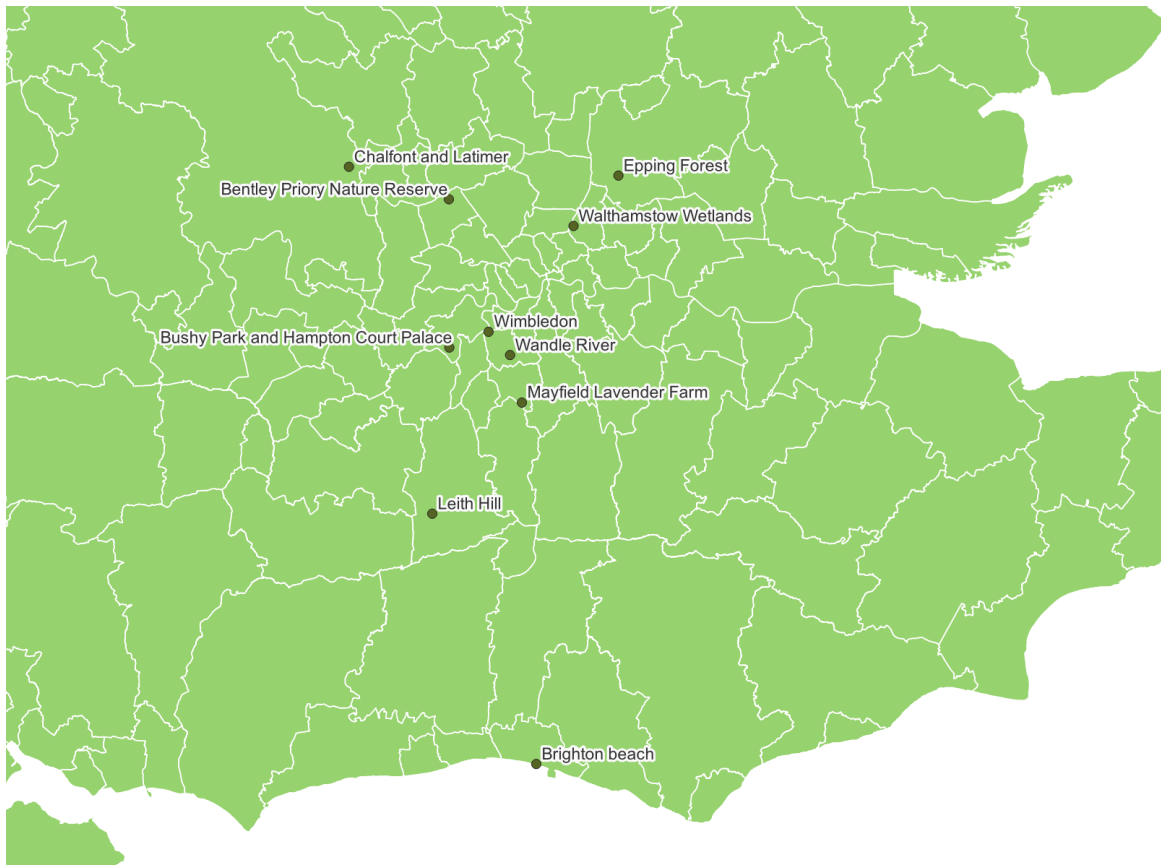 Chalfont and Latimer
Epping Forest
Bentley Priory Nature Reserve
Walthamstow Wetlands
Wimbledon
Bushy Park and Hampton Court Palace
Wandle River
Mayfield Lavender Farm
Leith Hill
Brighton beach